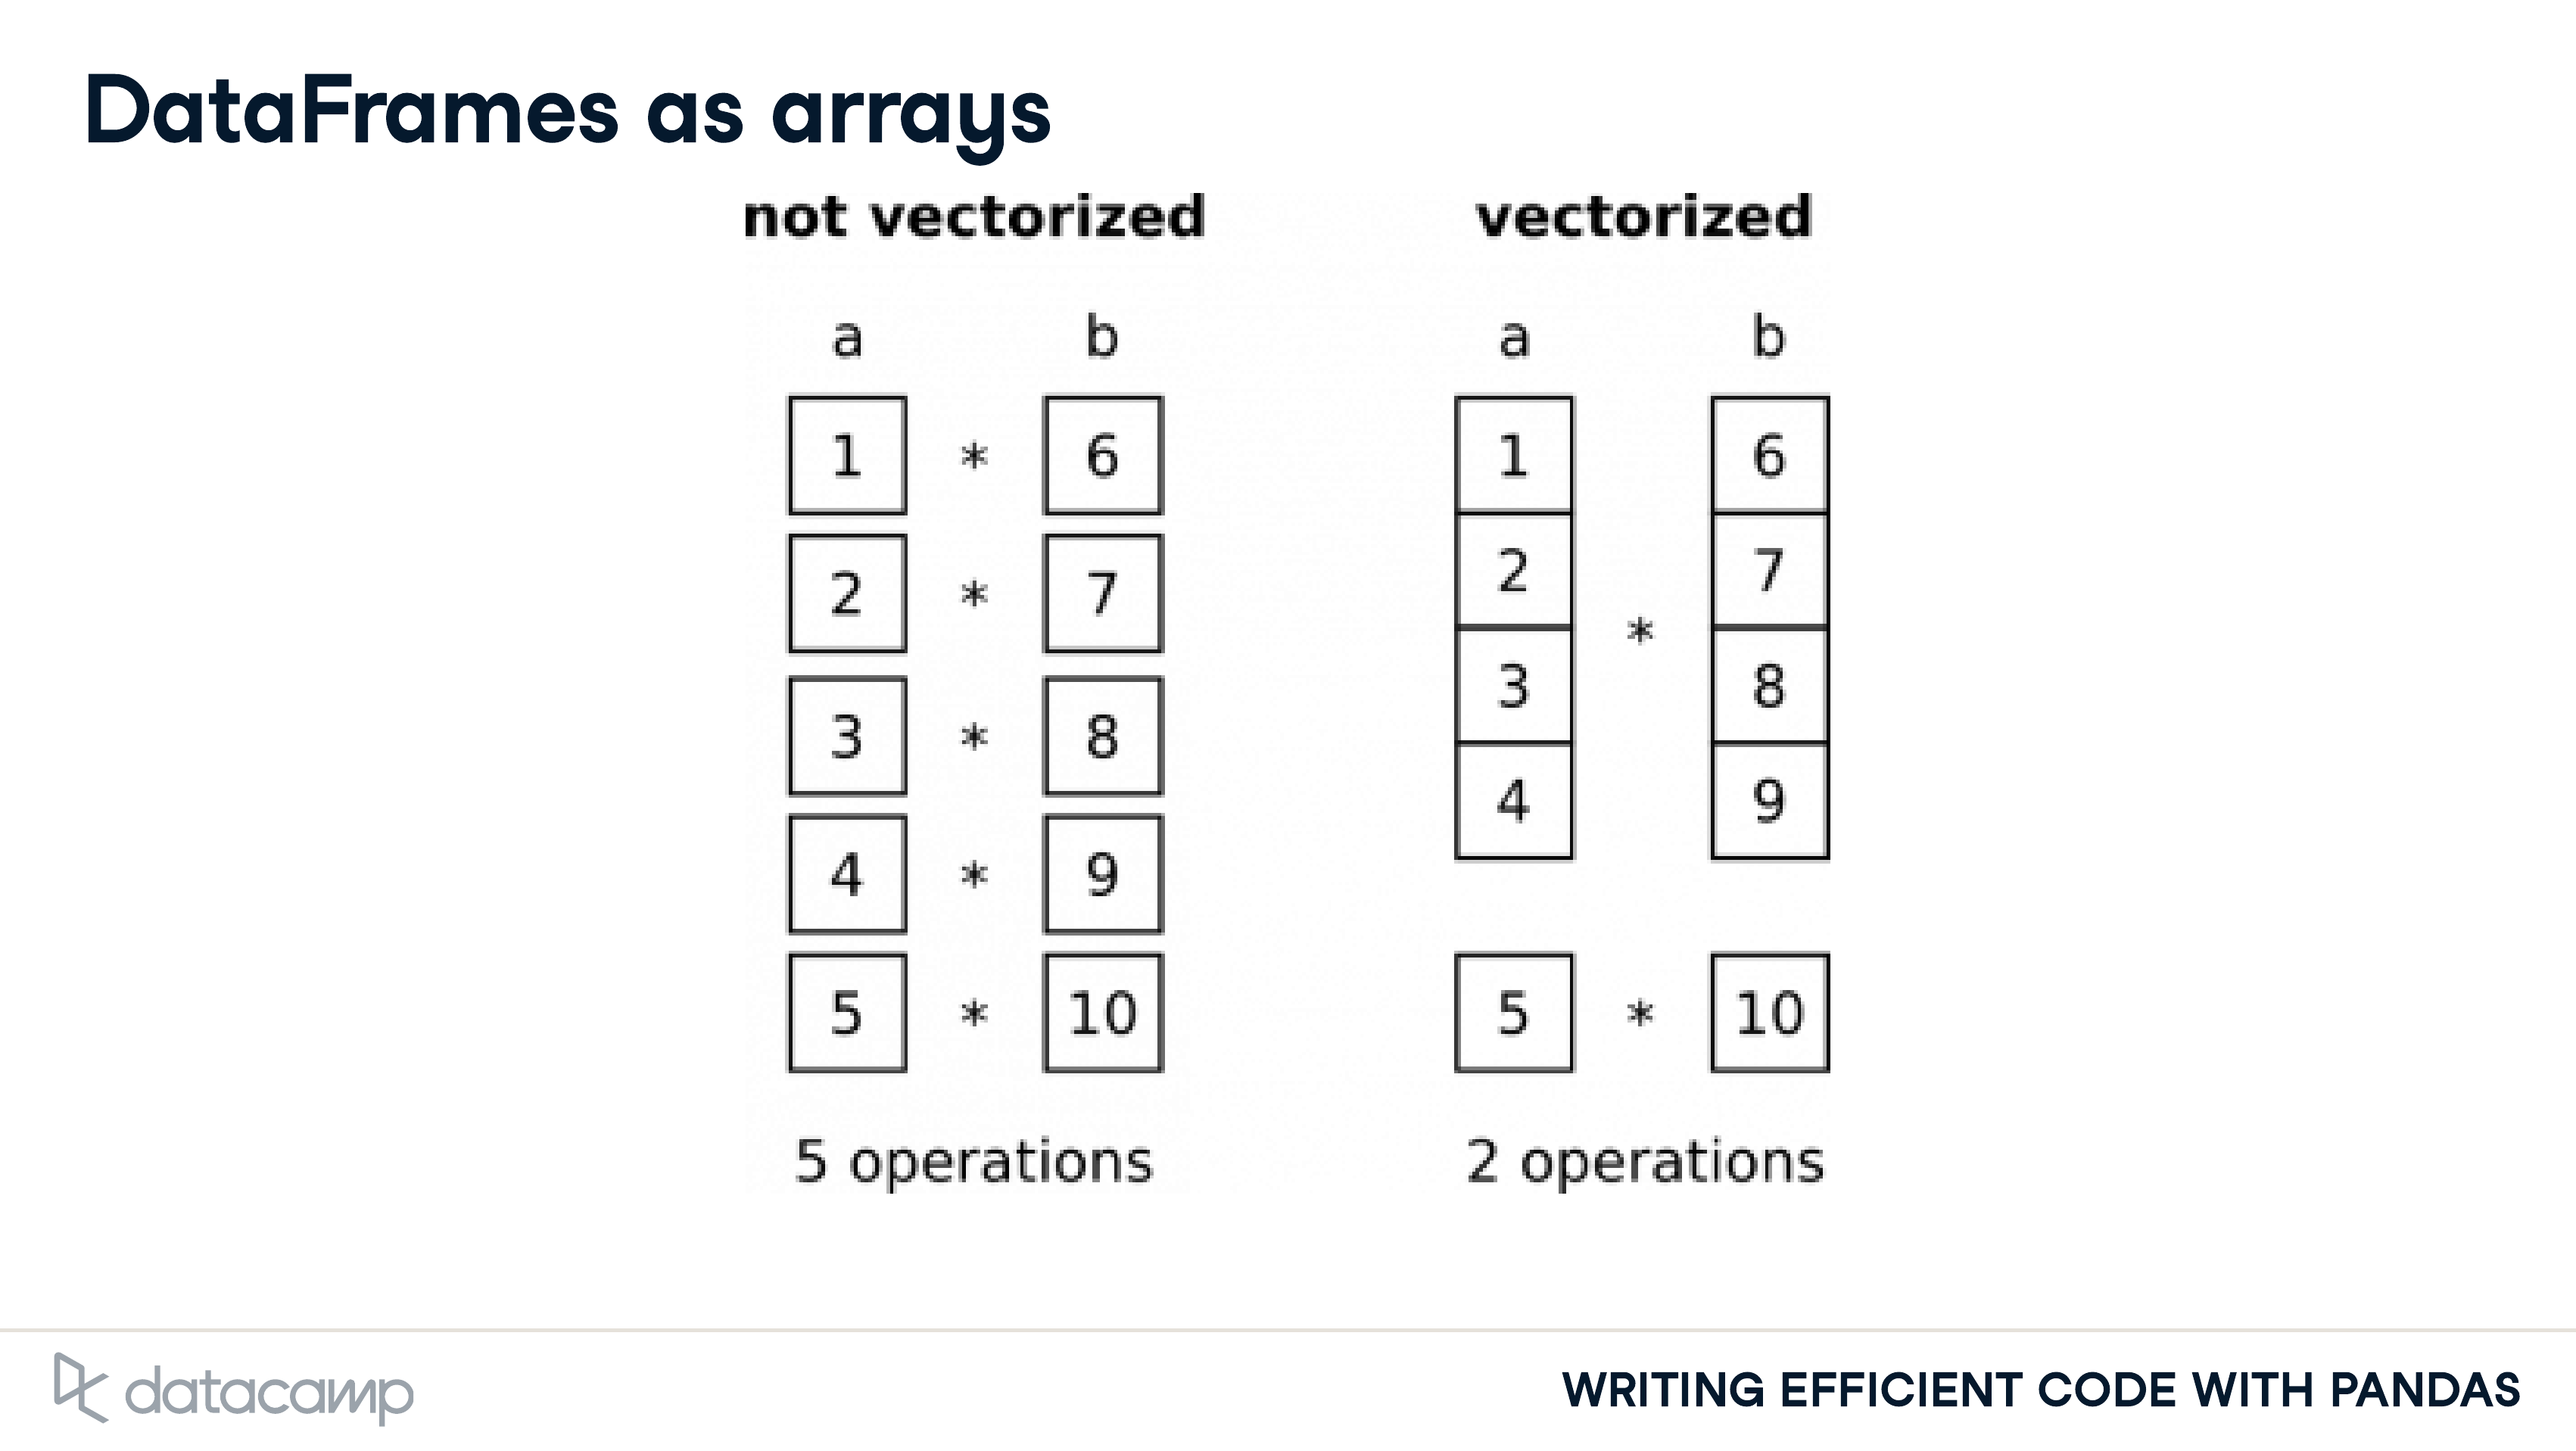 DataFrames as arrays
not vectorized vectorized
a b a b
1 * 6 1 6
2 * 7 2 7
*
3 * 8 3 8
4 * 9 4 9
5 * 10 5 * 10
5 operations 2 operations
datacamp WRITING EFFICIENT CODE WITH PANDAS